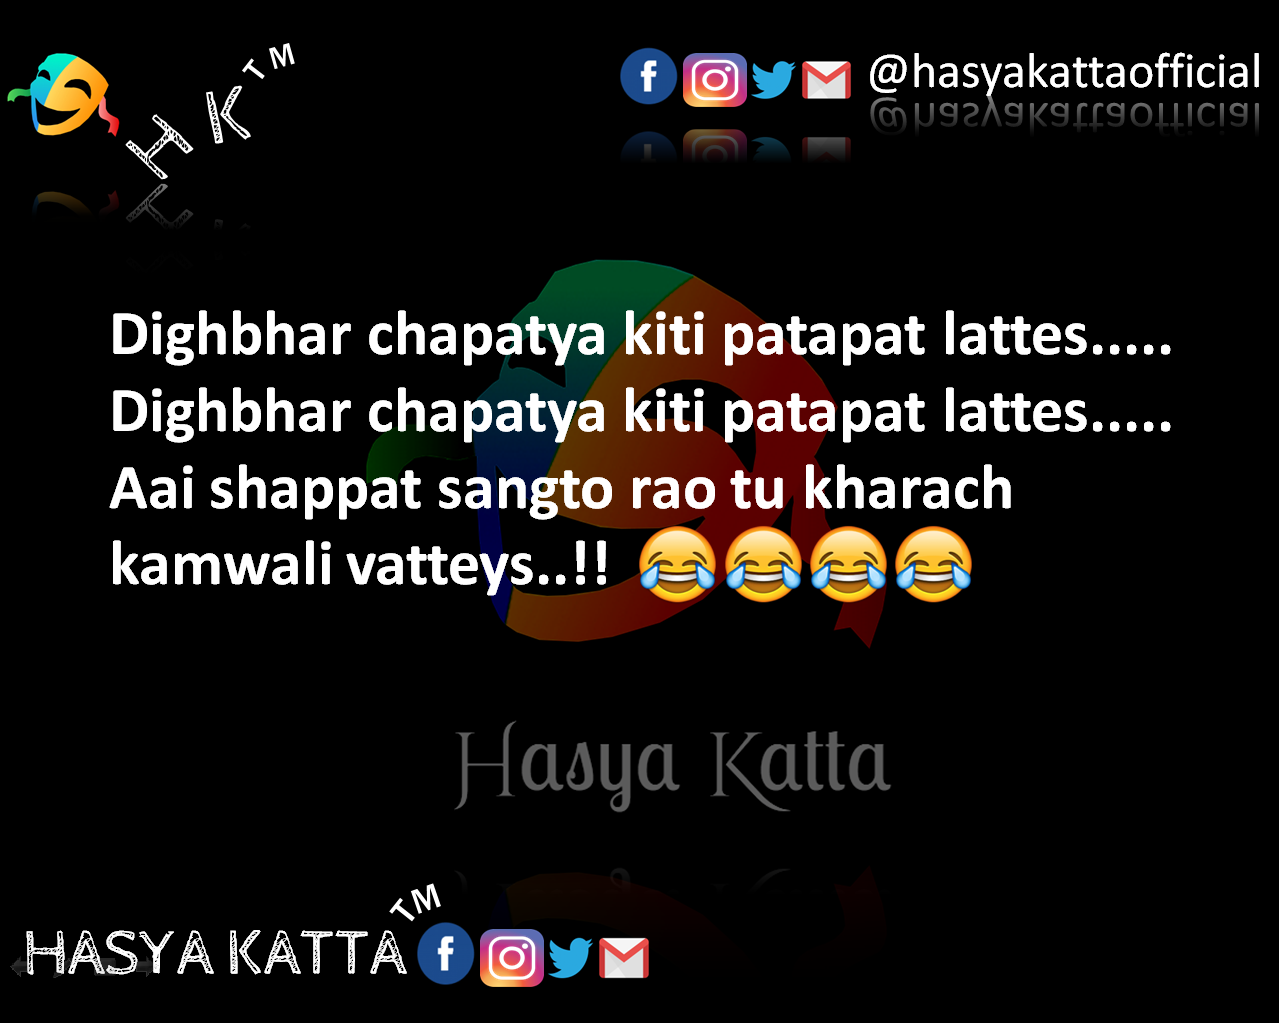 HK™
@hasyakattaofficial
Dighbhar chapatya kiti patapat lattes.....
Dighbhar chapatya kiti patapat lattes.....
Aai shappat sangto rao tu kharach
kamwali vatteys..!! 😂😂😂😂
Hasya Katta
HASYA KATTA™